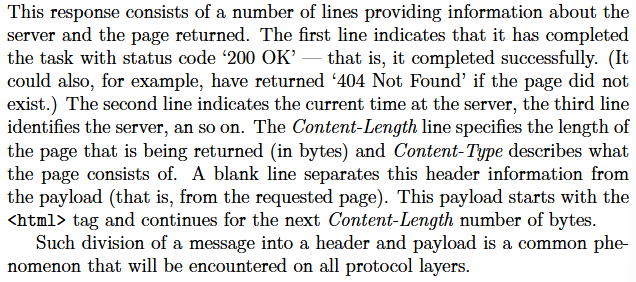 This response consists of a number of lines providing information about the
server and the page returned. The first line indicates that it has completed
the task with status code ‘200 OK’ — that is, it completed successfully. (It
could also, for example, have returned ‘404 Not Found’ if the page did not
exist.) The second line indicates the current time at the server, the third line
identifies the server, an so on. The Content-Length line specifies the length of
the page that is being returned (in bytes) and Content-Type describes what
the page consists of. A blank line separates this header information from
the payload (that is, from the requested page). This payload starts with the
<html> tag and continues for the next Content-Length number of bytes.
Such division of a message into a header and payload is a common phe-
nomenon that will be encountered on all protocol layers.